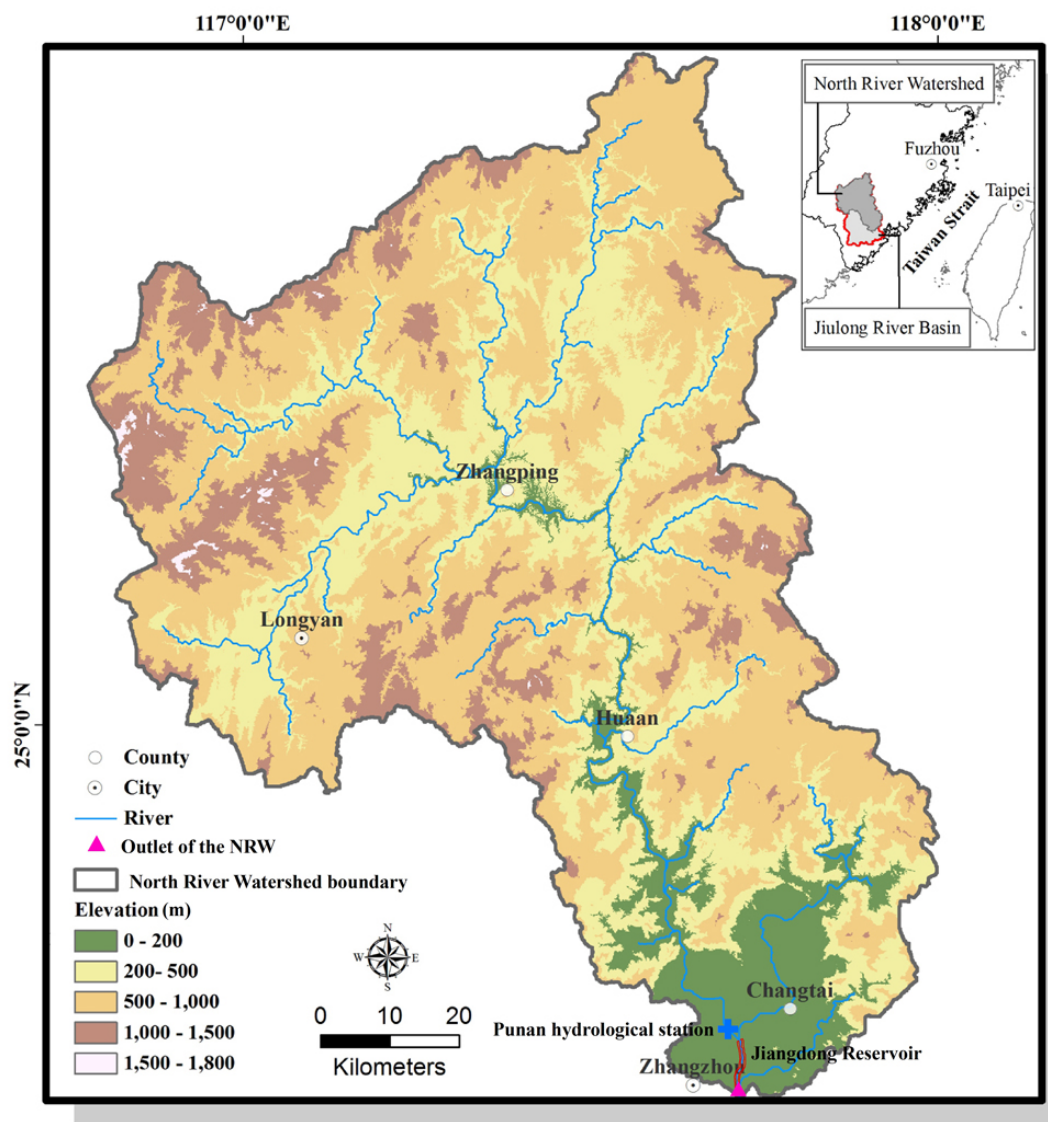 117°0'0"E
118°0'0"E
North River Watershed
Fuzhou
Taipei
Taiwan Strait
Jiulong River Basin
Zhangping
Longyan
25°0'0"N
Huaan
County
City
River
Outlet of the NRW
North River Watershed boundary
Elevation (m)
0 - 200
200- 500
500 - 1,000
1,000 - 1,500
1,500 - 1,800
N
W
E
S
0 10 20
Kilometers
Changtai
Punan hydrological station
Jiangdong Reservoir
Zhangzhou